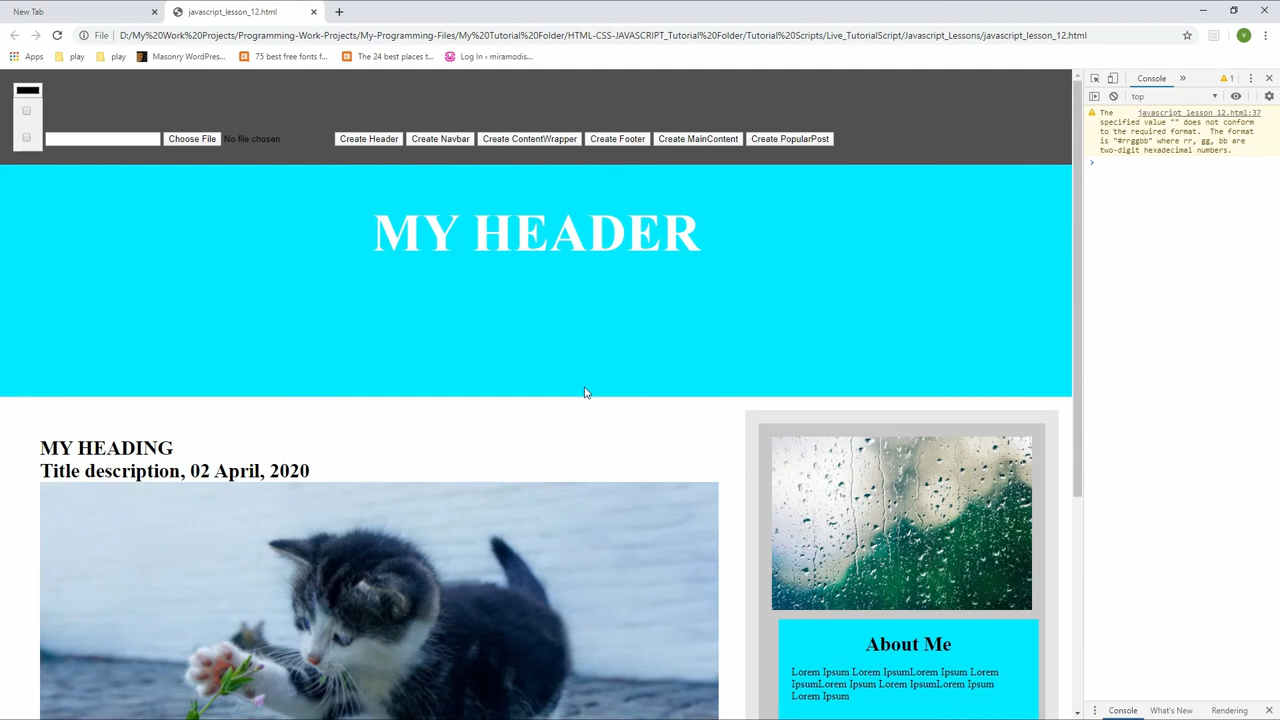 New Tab
javascript_lesson_12.html
File
D:/My%20Work%20Projects/Programming-Work-Projects/My-Programming-Files/My%20Tutorial%20Folder/HTML-CSS-JAVASCRIPT_Tutorial%20Folder/Tutorial%20Scripts/Live_TutorialScript/Javascript_Lessons/javascript_lesson_12.html
V
Apps
play
play
Masonry WordPres...
75 best free fonts f...
The 24 best places t...
Log In ‹ miramodis...
Choose File
No file chosen
Create Header
Create Navbar
Create ContentWrapper
Create Footer
Create MainContent
Create PopularPost
MY HEADER
MY HEADING
Title description, 02 April, 2020
About Me
Lorem Ipsum Lorem IpsumLorem Ipsum Lorem
IpsumLorem Ipsum Lorem IpsumLorem Ipsum
Lorem Ipsum
Console
1
top
The javascript_lesson_12.html:37
specified value "" does not conform
to the required format. The format
is "#rrggbb" where rr, gg, bb are
two-digit hexadecimal numbers.
Console
What's New
Rendering